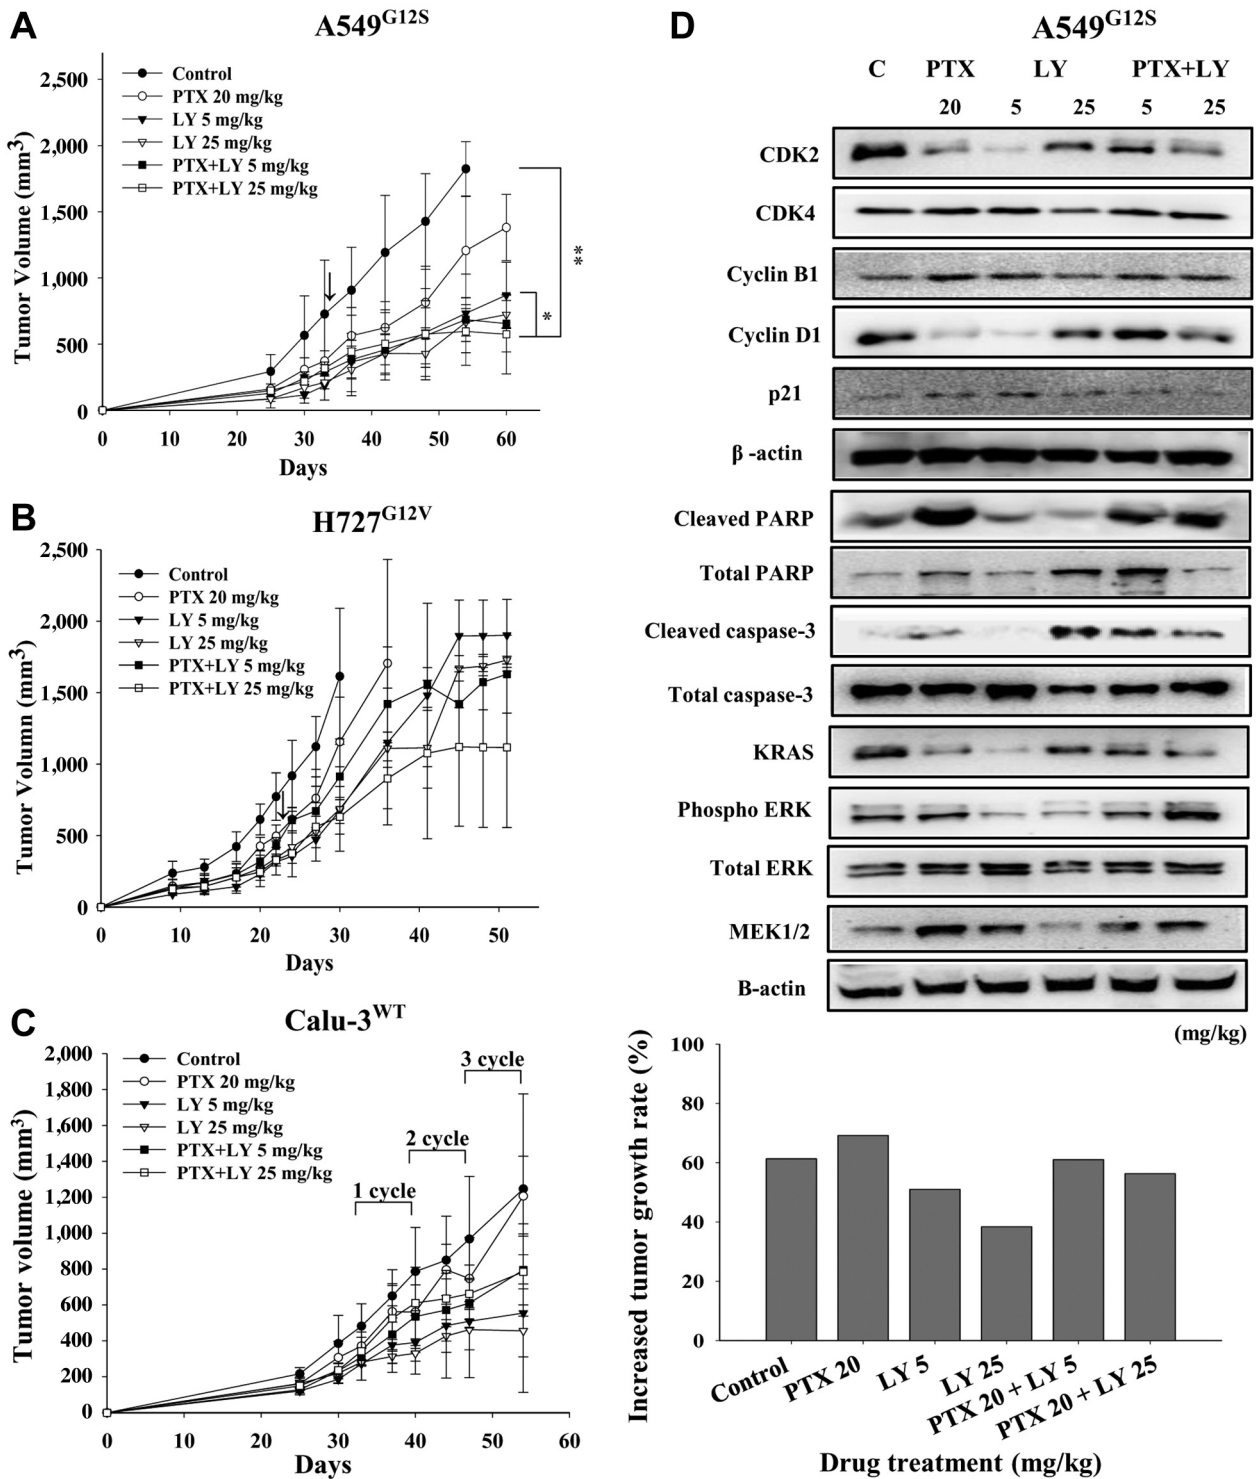 A
A549G12S
Tumor Volume (mm3)
2,500
2,000
1,500
1,000
500
0
Control
PTX 20 mg/kg
LY 5 mg/kg
LY 25 mg/kg
PTX+LY 5 mg/kg
PTX+LY 25 mg/kg
**
*
0 10 20 30 40 50 60
Days
B
H727G12V
Tumor Volumn (mm3)
2,500
2,000
1,500
1,000
500
0
Control
PTX 20 mg/kg
LY 5 mg/kg
LY 25 mg/kg
PTX+LY 5 mg/kg
PTX+LY 25 mg/kg
0 10 20 30 40 50
Days
C
Calu-3WT
Tumor volume (mm3)
2,000
1,800
1,600
1,400
1,200
1,000
800
600
400
200
0
Control
PTX 20 mg/kg
LY 5 mg/kg
LY 25 mg/kg
PTX+LY 5 mg/kg
PTX+LY 25 mg/kg
1 cycle
2 cycle
3 cycle
0 10 20 30 40 50 60
Days
D
A549G12S
C PTX LY PTX+LY
20 5 25 5 25
CDK2
CDK4
Cyclin B1
Cyclin D1
p21
β -actin
Cleaved PARP
Total PARP
Cleaved caspase-3
Total caspase-3
KRAS
Phospho ERK
Total ERK
MEK1/2
B-actin
(mg/kg)
Increased tumor growth rate (%)
100
80
60
40
20
0
Control
PTX 20
LY 5
LY 25
PTX 20 + LY 5
PTX 20 + LY 25
Drug treatment (mg/kg)